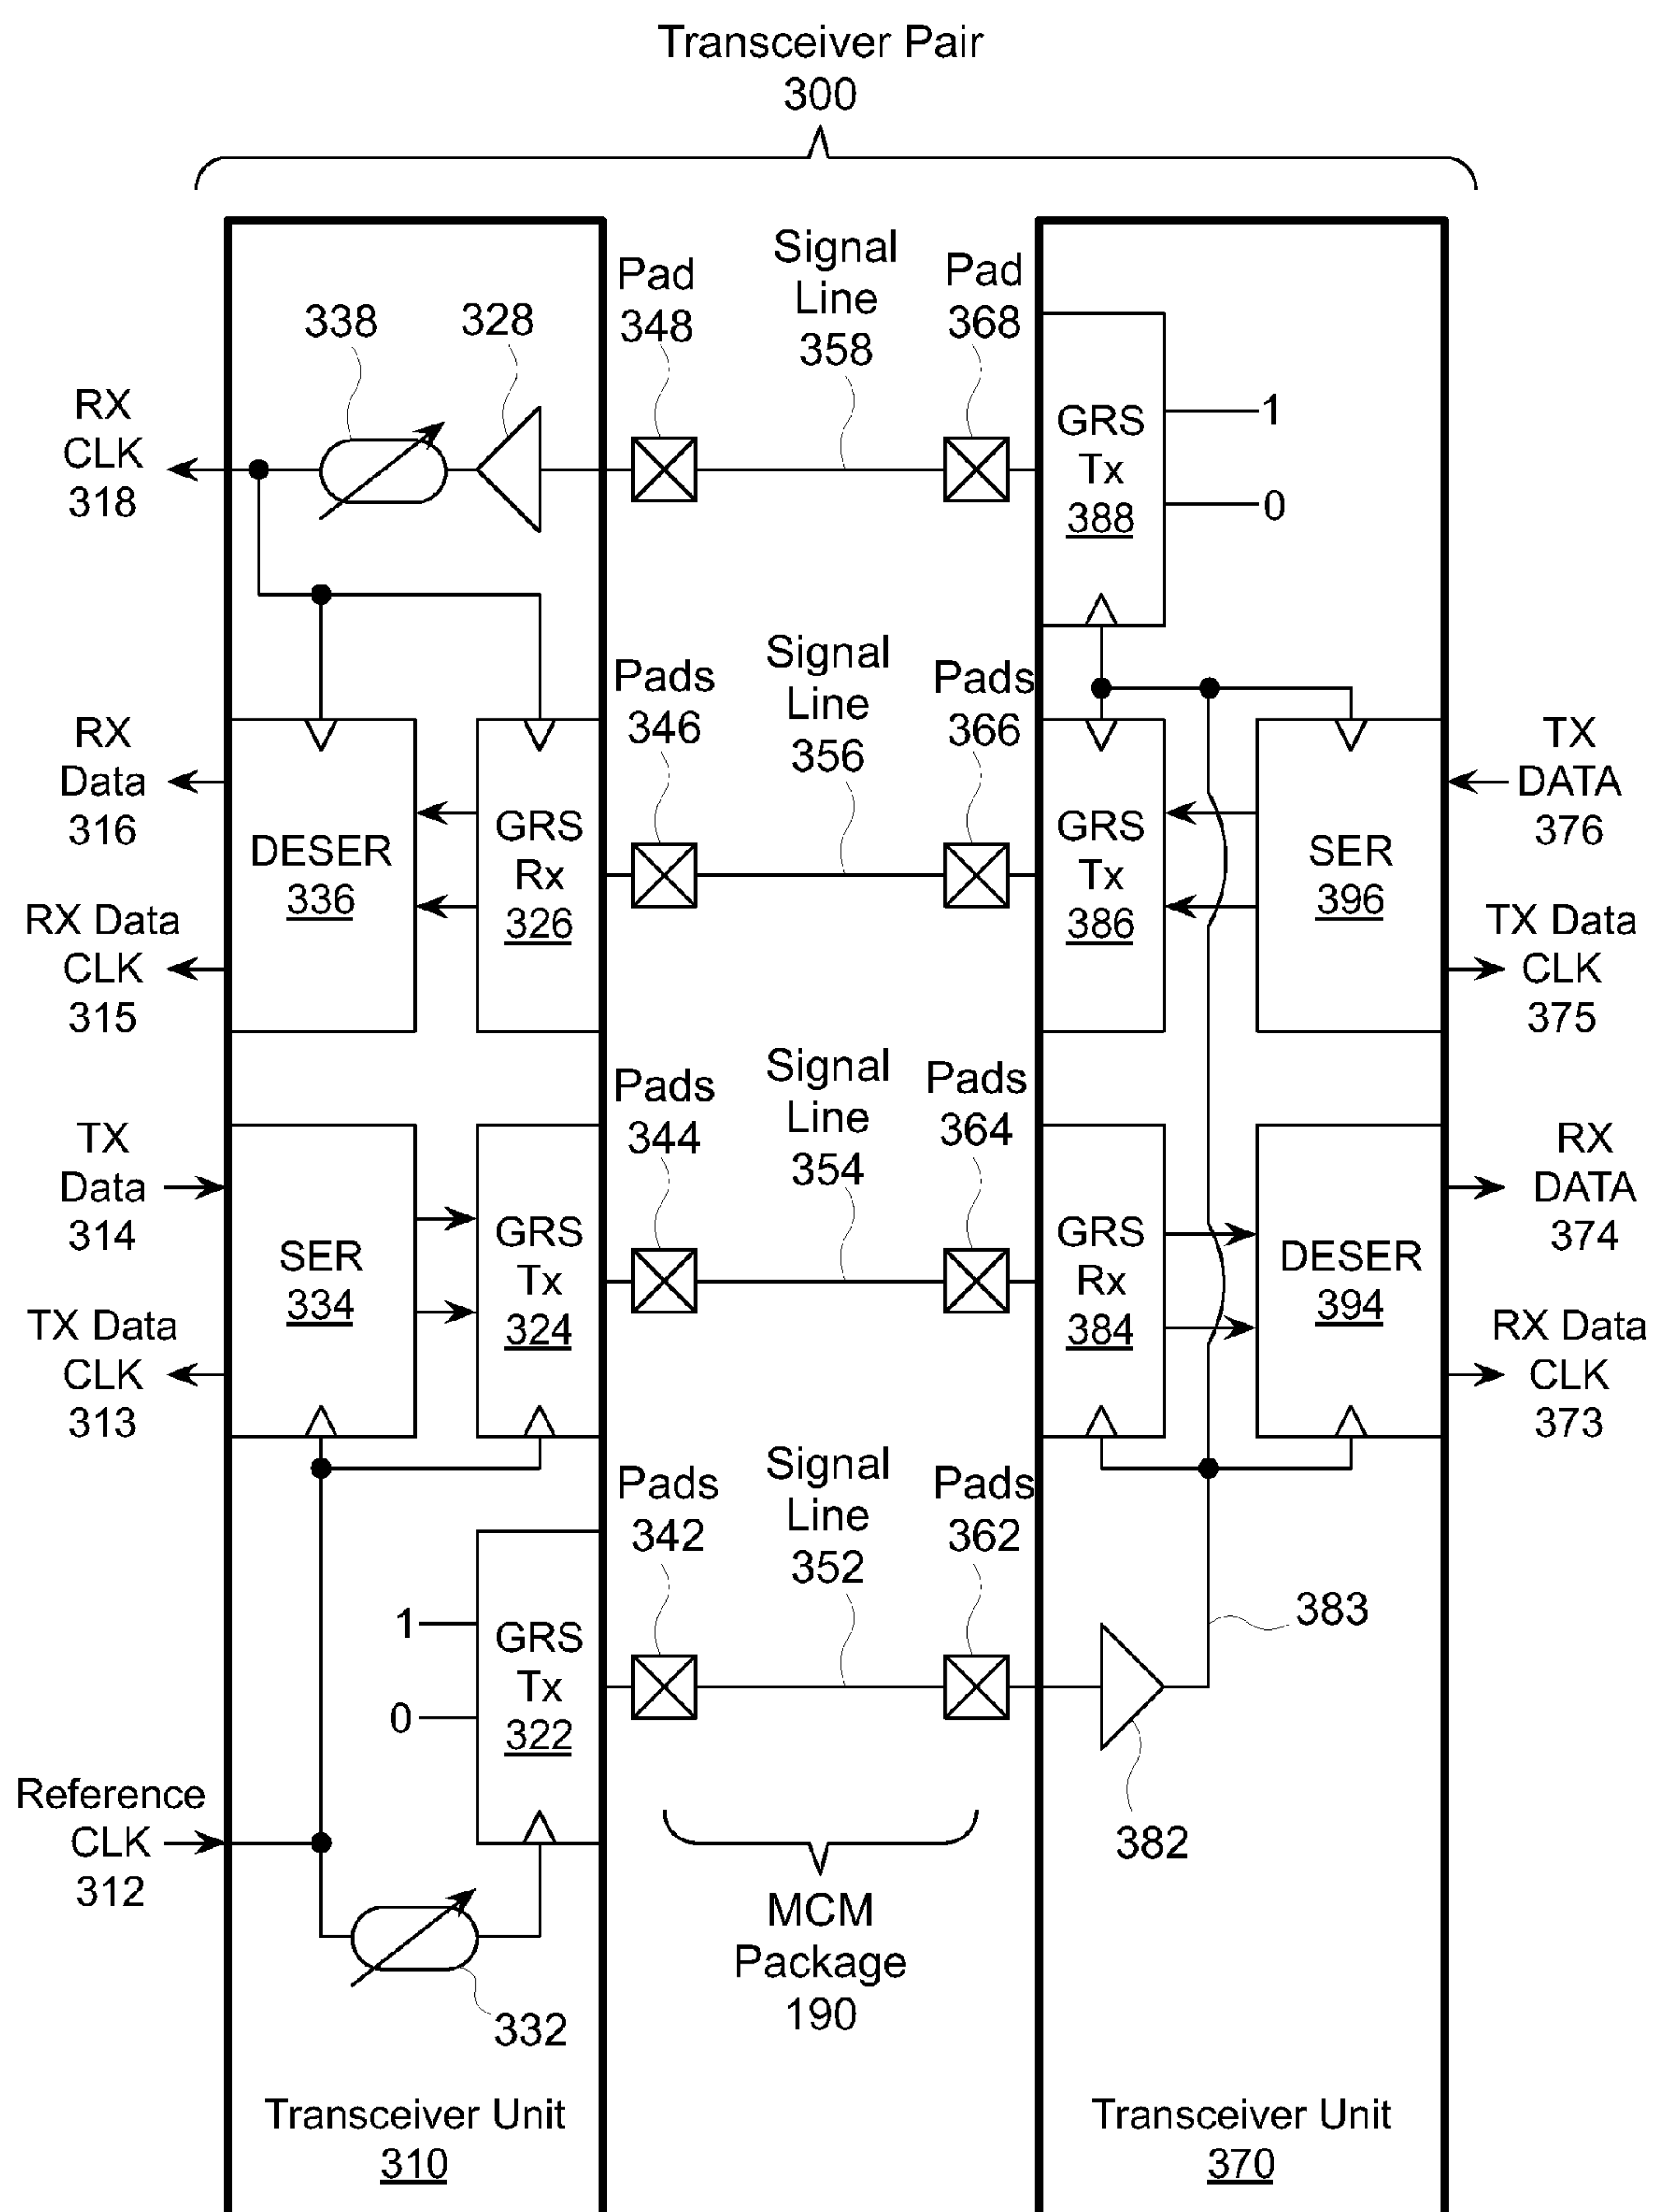 Transceiver Pair
300
338
328
Pad
348
Signal
Line
358
Pad
368
RX
CLK
318
GRS
Tx
388
1
0
Pads
346
Signal
Line
356
Pads
366
RX
Data
316
DESER
336
GRS
Rx
326
GRS
Tx
386
SER
396
TX
DATA
376
RX Data
CLK
315
TX Data
CLK
375
Pads
344
Signal
Line
354
Pads
364
TX
Data
314
SER
334
GRS
Tx
324
GRS
Rx
384
DESER
394
RX
DATA
374
TX Data
CLK
313
RX Data
CLK
373
Pads
342
Signal
Line
352
Pads
362
1
0
GRS
Tx
322
383
382
Reference
CLK
312
332
MCM
Package
190
Transceiver Unit
310
Transceiver Unit
370